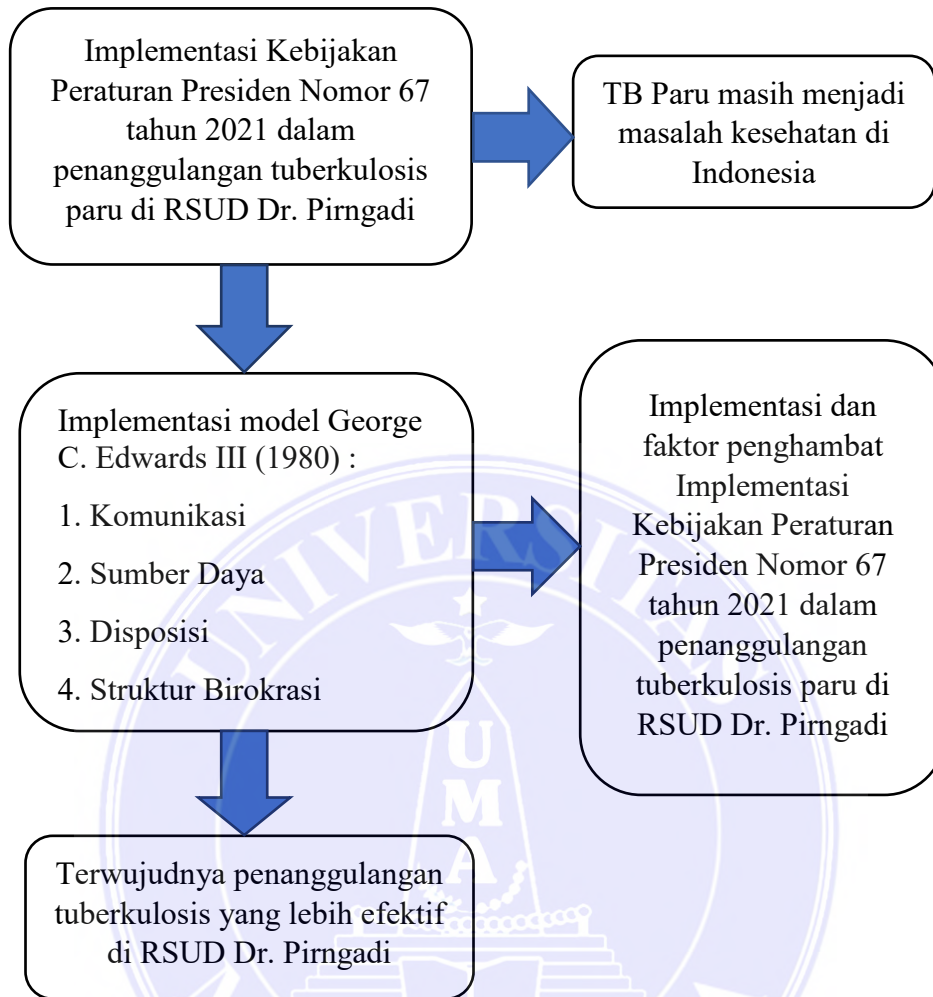 Implementasi Kebijakan
Peraturan Presiden Nomor 67
tahun 2021 dalam
penanggulangan tuberkulosis
paru di RSUD Dr. Pirngadi
TB Paru masih menjadi
masalah kesehatan di
Indonesia
Implementasi model George
C. Edwards III (1980) :
1. Komunikasi
2. Sumber Daya
3. Disposisi
4. Struktur Birokrasi
Implementasi dan
faktor penghambat
Implementasi
Kebijakan Peraturan
Presiden Nomor 67
tahun 2021 dalam
penanggulangan
tuberkulosis paru di
RSUD Dr. Pirngadi
Terwujudnya penanggulangan
tuberkulosis yang lebih efektif
di RSUD Dr. Pirngadi
UNIVERSITA
UMA